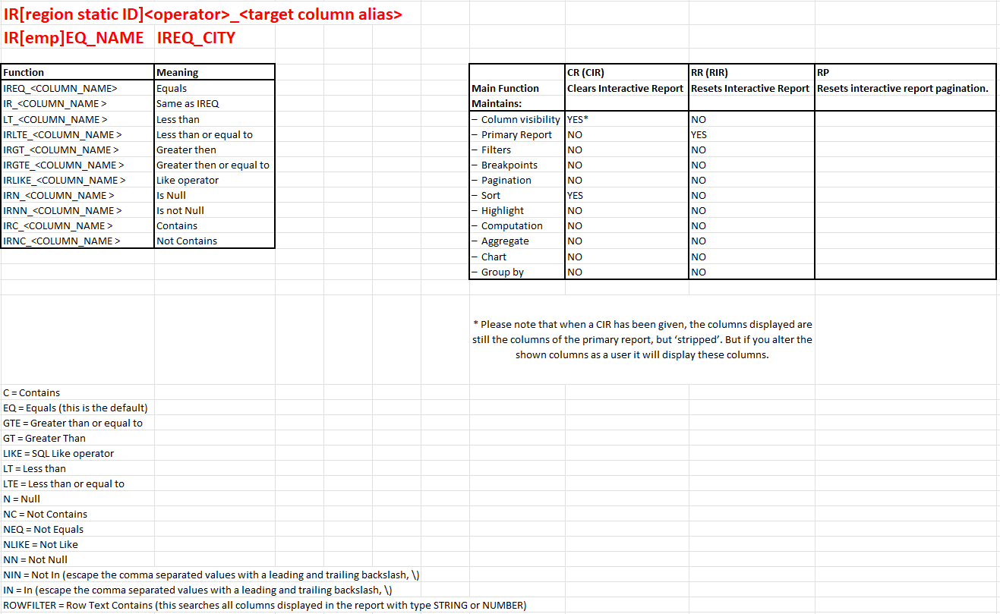 IR[region static ID]<operator>_<target column alias>
IR[emp]EQ_NAME IREQ_CITY
Function Meaning
IREQ_<COLUMN_NAME> Equals
IR_<COLUMN_NAME > Same as IREQ
LT_<COLUMN_NAME > Less than
IRLTE_<COLUMN_NAME > Less than or equal to
IRGT_<COLUMN_NAME > Greater then
IRGTE_<COLUMN_NAME > Greater then or equal to
IRLIKE_<COLUMN_NAME > Like operator
IRN_<COLUMN_NAME > Is Null
IRNN_<COLUMN_NAME > Is not Null
IRC_<COLUMN_NAME > Contains
IRNC_<COLUMN_NAME > Not Contains
CR (CIR) RR (RIR) RP
Main Function Clears Interactive Report Resets Interactive Report Resets interactive report pagination.
Maintains:
– Column visibility YES* NO
– Primary Report NO YES
– Filters NO NO
– Breakpoints NO NO
– Pagination NO NO
– Sort YES NO
– Highlight NO NO
– Computation NO NO
– Aggregate NO NO
– Chart NO NO
– Group by NO NO
* Please note that when a CIR has been given, the columns displayed are
still the columns of the primary report, but ‘stripped’. But if you alter the
shown columns as a user it will display these columns.
C = Contains
EQ = Equals (this is the default)
GTE = Greater than or equal to
GT = Greater Than
LIKE = SQL Like operator
LT = Less than
LTE = Less than or equal to
N = Null
NC = Not Contains
NEQ = Not Equals
NLIKE = Not Like
NN = Not Null
NIN = Not In (escape the comma separated values with a leading and trailing backslash, \)
IN = In (escape the comma separated values with a leading and trailing backslash, \)
ROWFILTER = Row Text Contains (this searches all columns displayed in the report with type STRING or NUMBER)